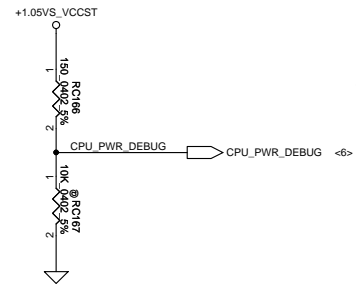 +1.05VS_VCCST
1
150_0402_5%
RC166
2
CPU_PWR_DEBUG
CPU_PWR_DEBUG <6>
1
10K_0402_5%
@ RC167
2